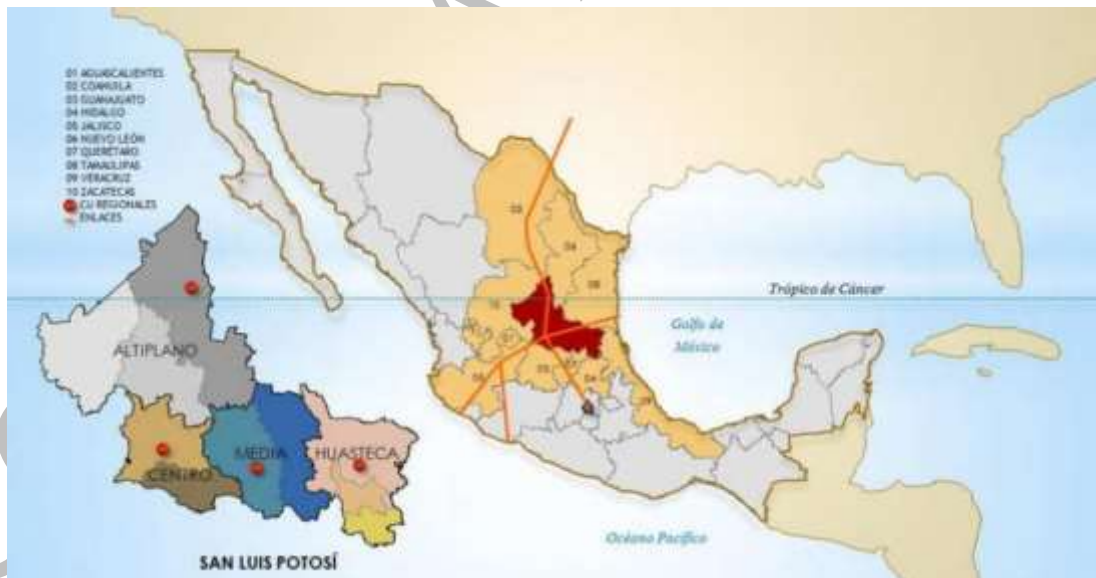 01 AGUASCALIENTES
02 COAHUILA
03 GUANAJUATO
04 HIDALGO
05 JALISCO
06 NUEVO LEÓN
07 QUERÉTARO
08 TAMAULIPAS
09 VERACRUZ
10 ZACATECAS
CU REGIONALES
ENLACES
Trópico de Cáncer
Golfo de
México
ALTIPLANO
MEDIA
HUASTECA
CENTRO
Océano Pacífico
SAN LUIS POTOSÍ